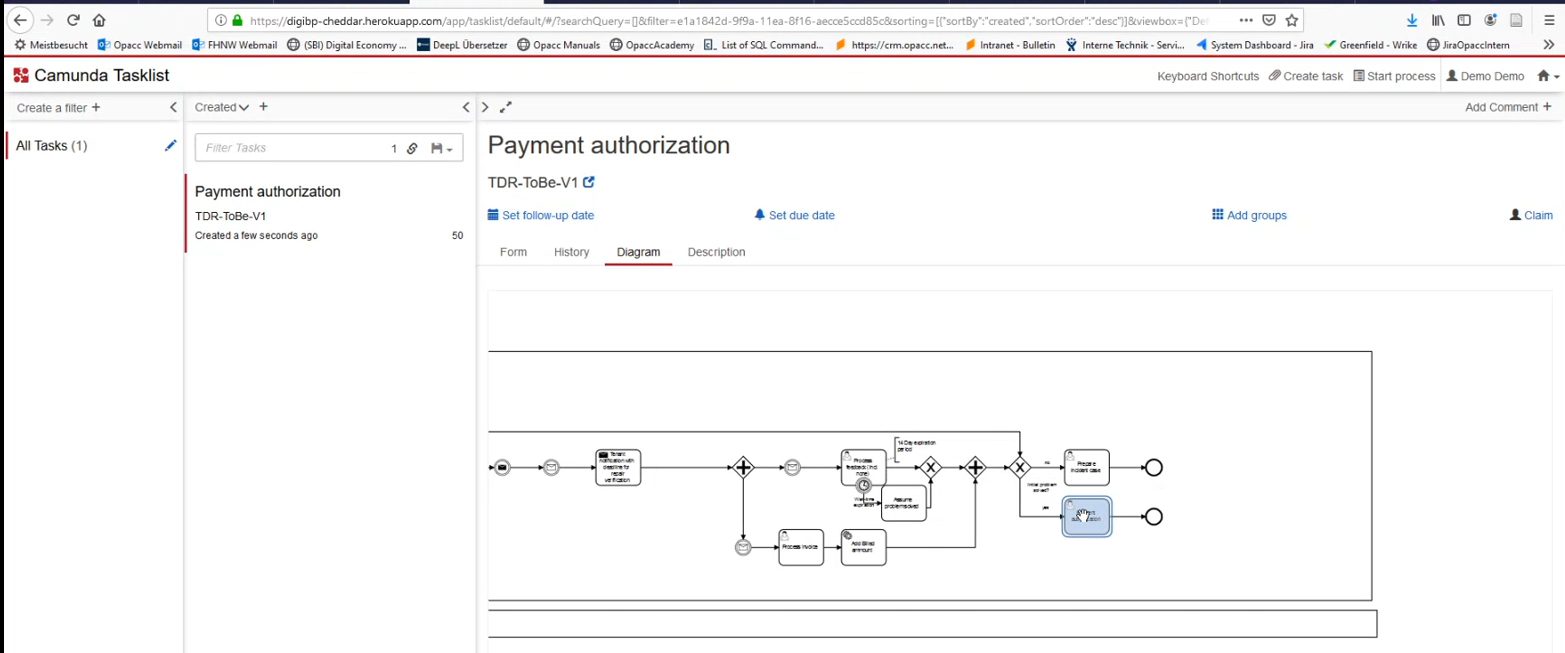 https://digibp-cheddar.herokuapp.com/app/tasklist/default/#/?searchQuery=[]&filter=e1a1842d-9f9a-11ea-8f16-aecce5ccd85c&sorting=[{"sortBy":"created","sortOrder":"desc"}]&viewbox={"De
Meistbesucht Opacc Webmail FHNW Webmail (SBI) Digital Economy ... DeepL Übersetzer Opacc Manuals OpaccAcademy List of SQL Command... https://crm.opacc.net... Intranet - Bulletin Interne Technik - Servi... System Dashboard - Jira Greenfield - Wrike JiraOpaccIntern
Camunda Tasklist
Keyboard Shortcuts Create task Start process Demo Demo
Create a filter +
Created +
Add Comment +
All Tasks (1)
Filter Tasks 1
Payment authorization
TDR-ToBe-V1
Created a few seconds ago 50
Payment authorization
TDR-ToBe-V1
Set follow-up date Set due date Add groups Claim
Form History Diagram Description
Tenant
notification with
deadline for
repair
verification
Process
feedback (incl.
none)
14 Day expiration
period
expiration
Assume
problem solved
Process invoice
Add Billed
ammount
no
Initial problem
solved?
yes
Prepare
incident case